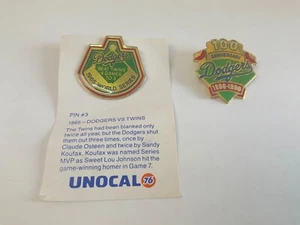 Dodgers
1965 WORLD SERIES
PIN #3
1965—DODGERS VS TWINS
The Twins had been blanked only
twice all year, but the Dodgers
shut them out three times, once by
Claude Osteen and twice by Sandy
Koufax. Koufax was named Series
MVP as Sweet Lou Johnson hit the
game-winning homer in Game 7.
UNOCAL 76
100
ANNIVERSARY
Dodgers
1890-1990